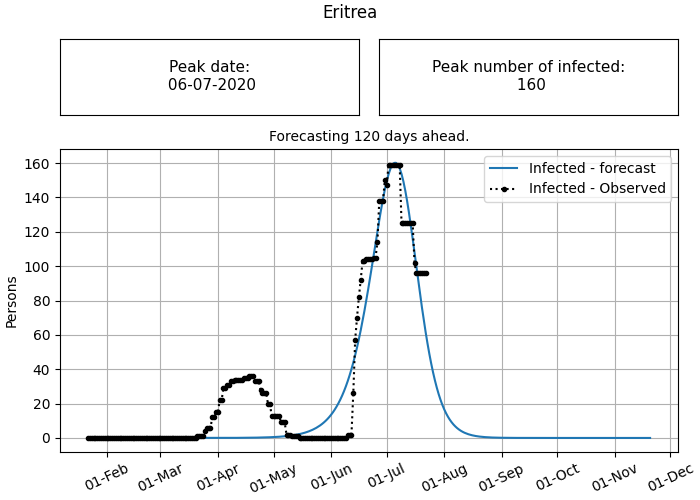 Eritrea
Peak date:
06-07-2020
Peak number of infected:
160
Forecasting 120 days ahead.
Infected - forecast
Infected - Observed
Persons
160
140
120
100
80
60
40
20
0
01-Feb
01-Mar
01-Apr
01-May
01-Jun
01-Jul
01-Aug
01-Sep
01-Oct
01-Nov
01-Dec